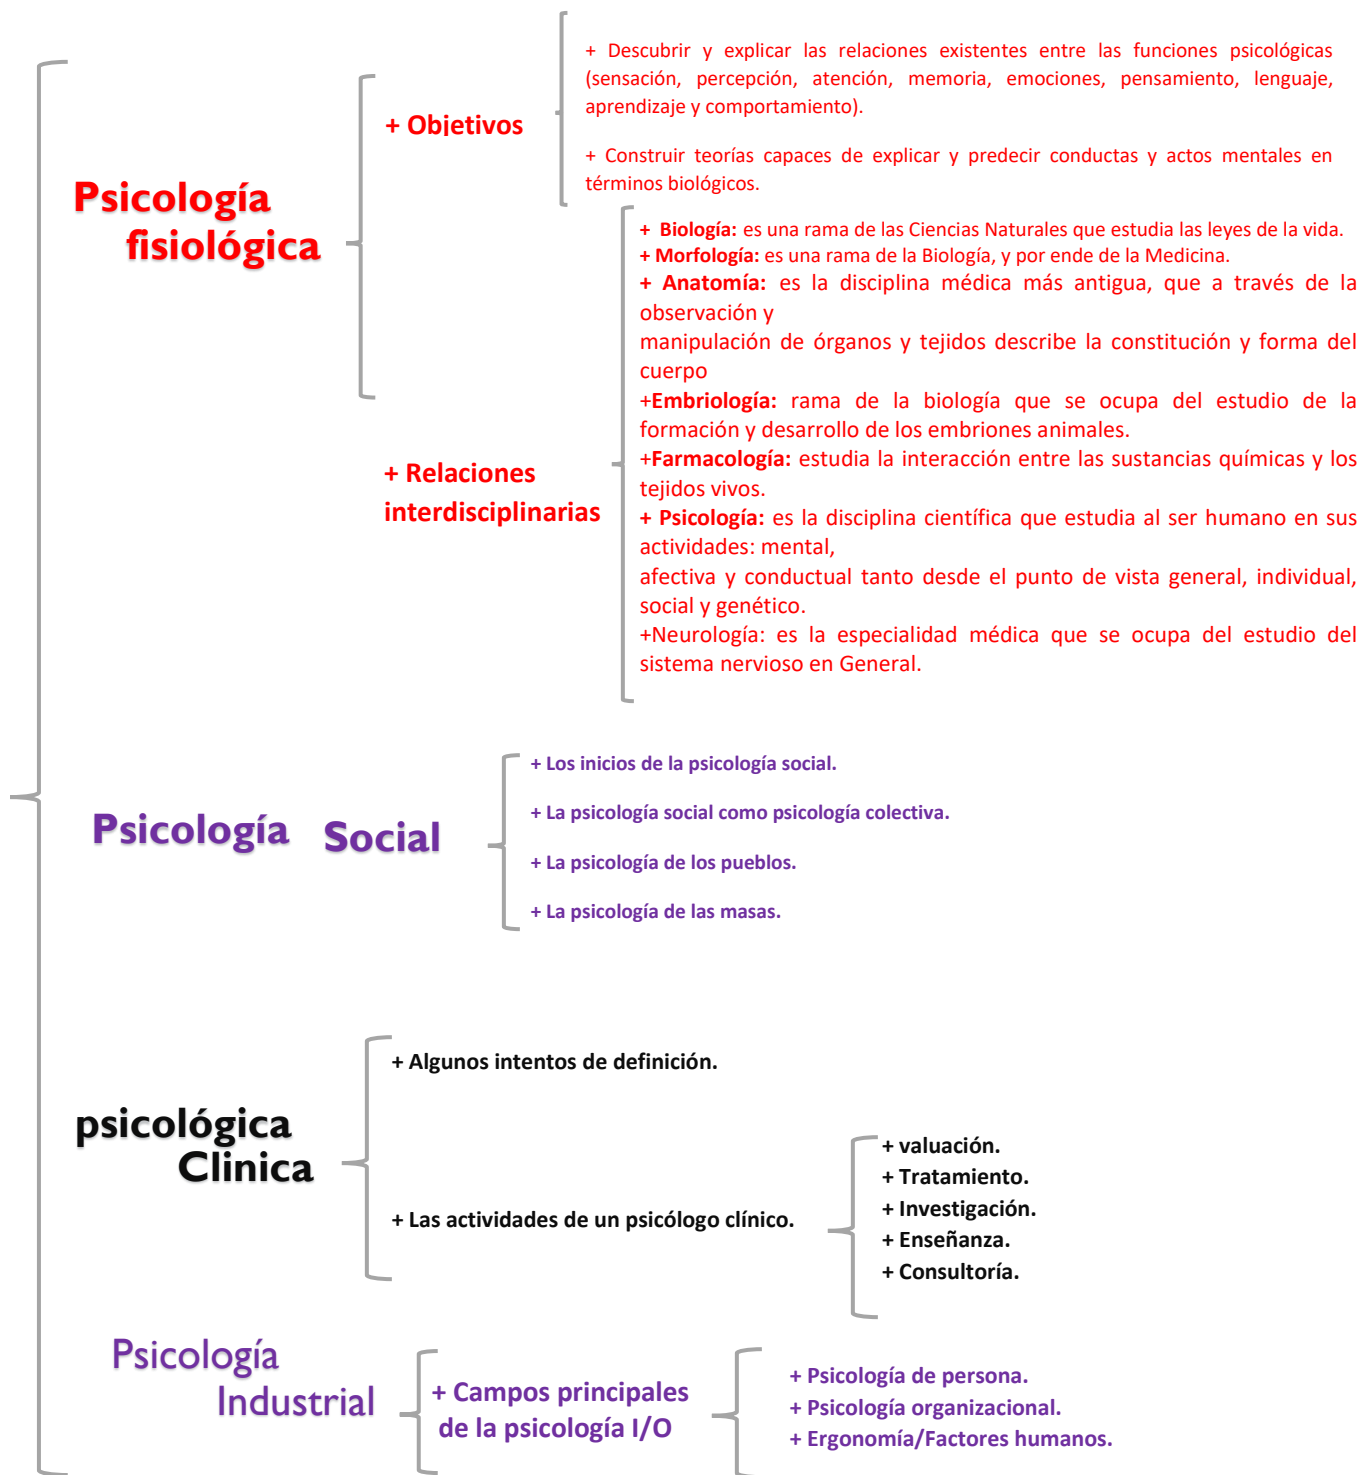 + Descubrir y explicar las relaciones existentes entre las funciones psicológicas
(sensación, percepción, atención, memoria, emociones, pensamiento, lenguaje,
aprendizaje y comportamiento).
+ Objetivos
+ Construir teorías capaces de explicar y predecir conductas y actos mentales en
términos biológicos.
Psicología
fisiológica
+ Biología: es una rama de las Ciencias Naturales que estudia las leyes de la vida.
+ Morfología: es una rama de la Biología, y por ende de la Medicina.
+ Anatomía: es la disciplina médica más antigua, que a través de la
observación y
manipulación de órganos y tejidos describe la constitución y forma del
cuerpo
+Embriología: rama de la biología que se ocupa del estudio de la
formación y desarrollo de los embriones animales.
+Farmacología: estudia la interacción entre las sustancias químicas y los
tejidos vivos.
+ Relaciones
interdisciplinarias
+ Psicología: es la disciplina científica que estudia al ser humano en sus
actividades: mental,
afectiva y conductual tanto desde el punto de vista general, individual,
social y genético.
+Neurología: es la especialidad médica que se ocupa del estudio del
sistema nervioso en General.
Psicología Social
+ Los inicios de la psicología social.
+ La psicología social como psicología colectiva.
+ La psicología de los pueblos.
+ La psicología de las masas.
psicológica
Clinica
+ Algunos intentos de definición.
+ Las actividades de un psicólogo clínico.
+ valuación.
+ Tratamiento.
+ Investigación.
+ Enseñanza.
+ Consultoría.
Psicología
Industrial
+ Campos principales
de la psicología I/O
+ Psicología de persona.
+ Psicología organizacional.
+ Ergonomía/Factores humanos.